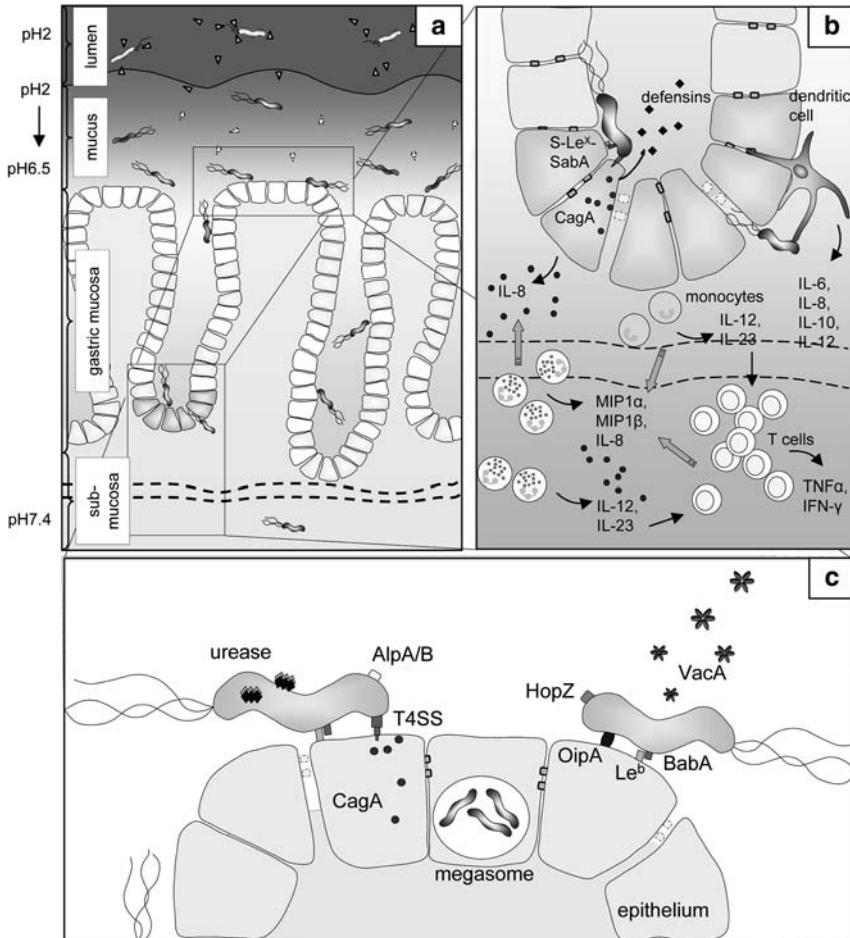 a
pH2
lumen
pH2
mucus
pH6.5
gastric mucosa
sub-
mucosa
pH7.4
b
defensins
dendritic
cell
S-Leˣ-
SabA
CagA
IL-8
monocytes
IL-12,
IL-23
IL-6,
IL-8,
IL-10,
IL-12
MIP1α,
MIP1β,
IL-8
T cells
TNFα,
IFN-γ
IL-12,
IL-23
c
urease
AlpA/B
T4SS
CagA
megasome
HopZ
VacA
OipA
Leᵇ
BabA
epithelium